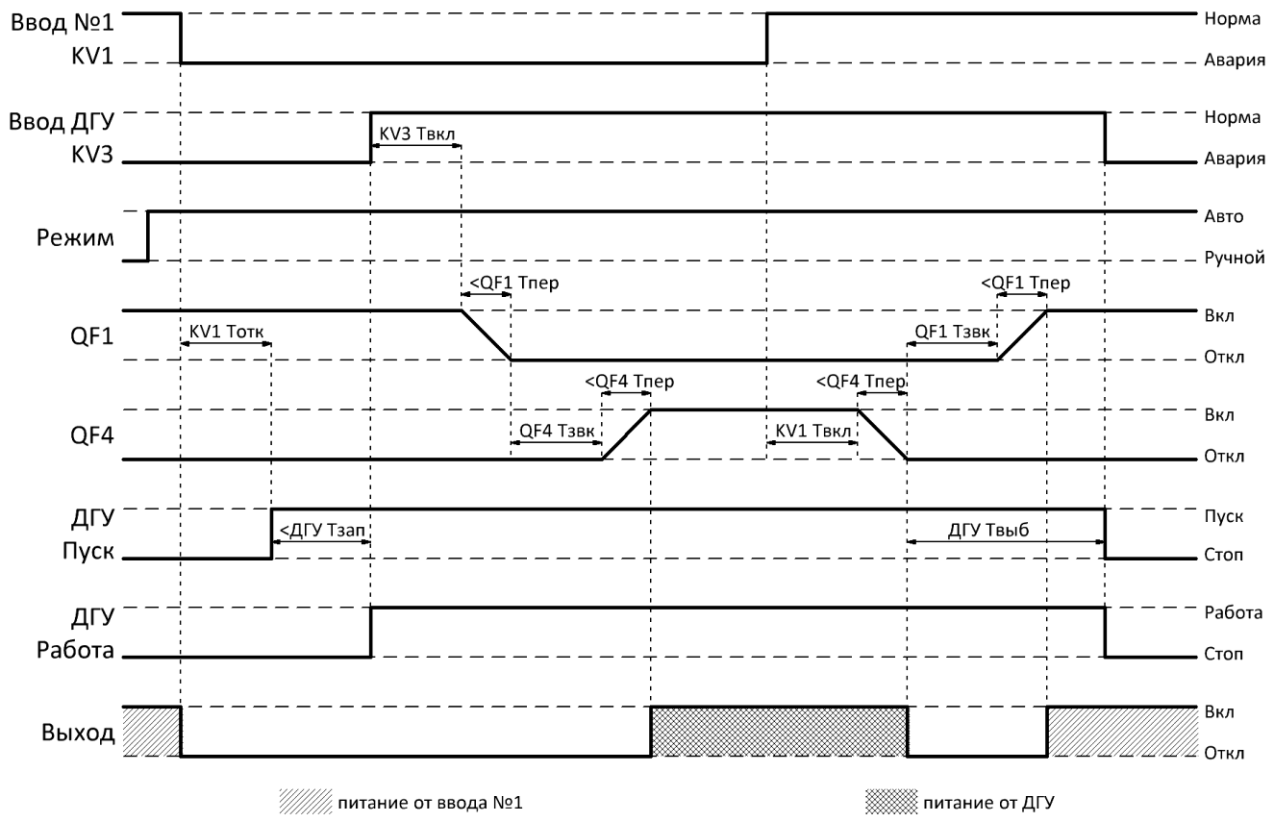 Ввод №1
KV1
Норма
Авария
Ввод ДГУ
KV3
KV3 Твкл
Норма
Авария
Режим
Авто
Ручной
<QF1 Тпер
<QF1 Тпер
QF1
KV1 Тотк
QF1 Тзвк
Вкл
Откл
<QF4 Тпер
<QF4 Тпер
QF4
QF4 Тзвк
KV1 Твкл
Вкл
Откл
ДГУ
Пуск
<ДГУ Тзап
ДГУ Твыб
Пуск
Стоп
ДГУ
Работа
Работа
Стоп
Выход
Вкл
Откл
питание от ввода №1
питание от ДГУ